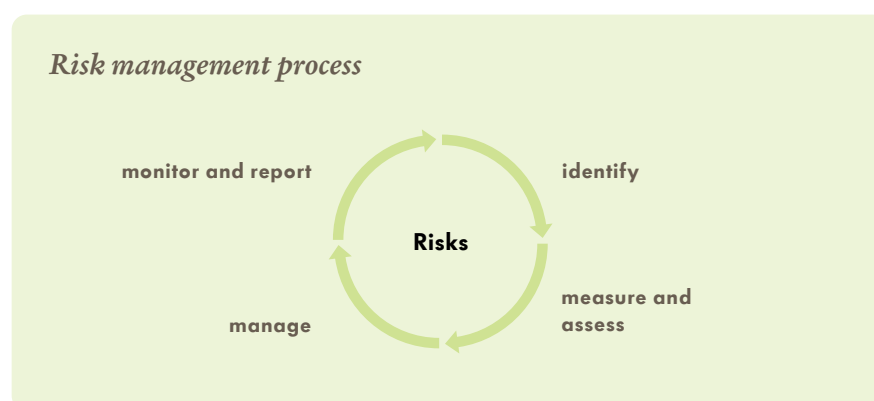 Risk management process
monitor and report
identify
Risks
measure and
assess
manage